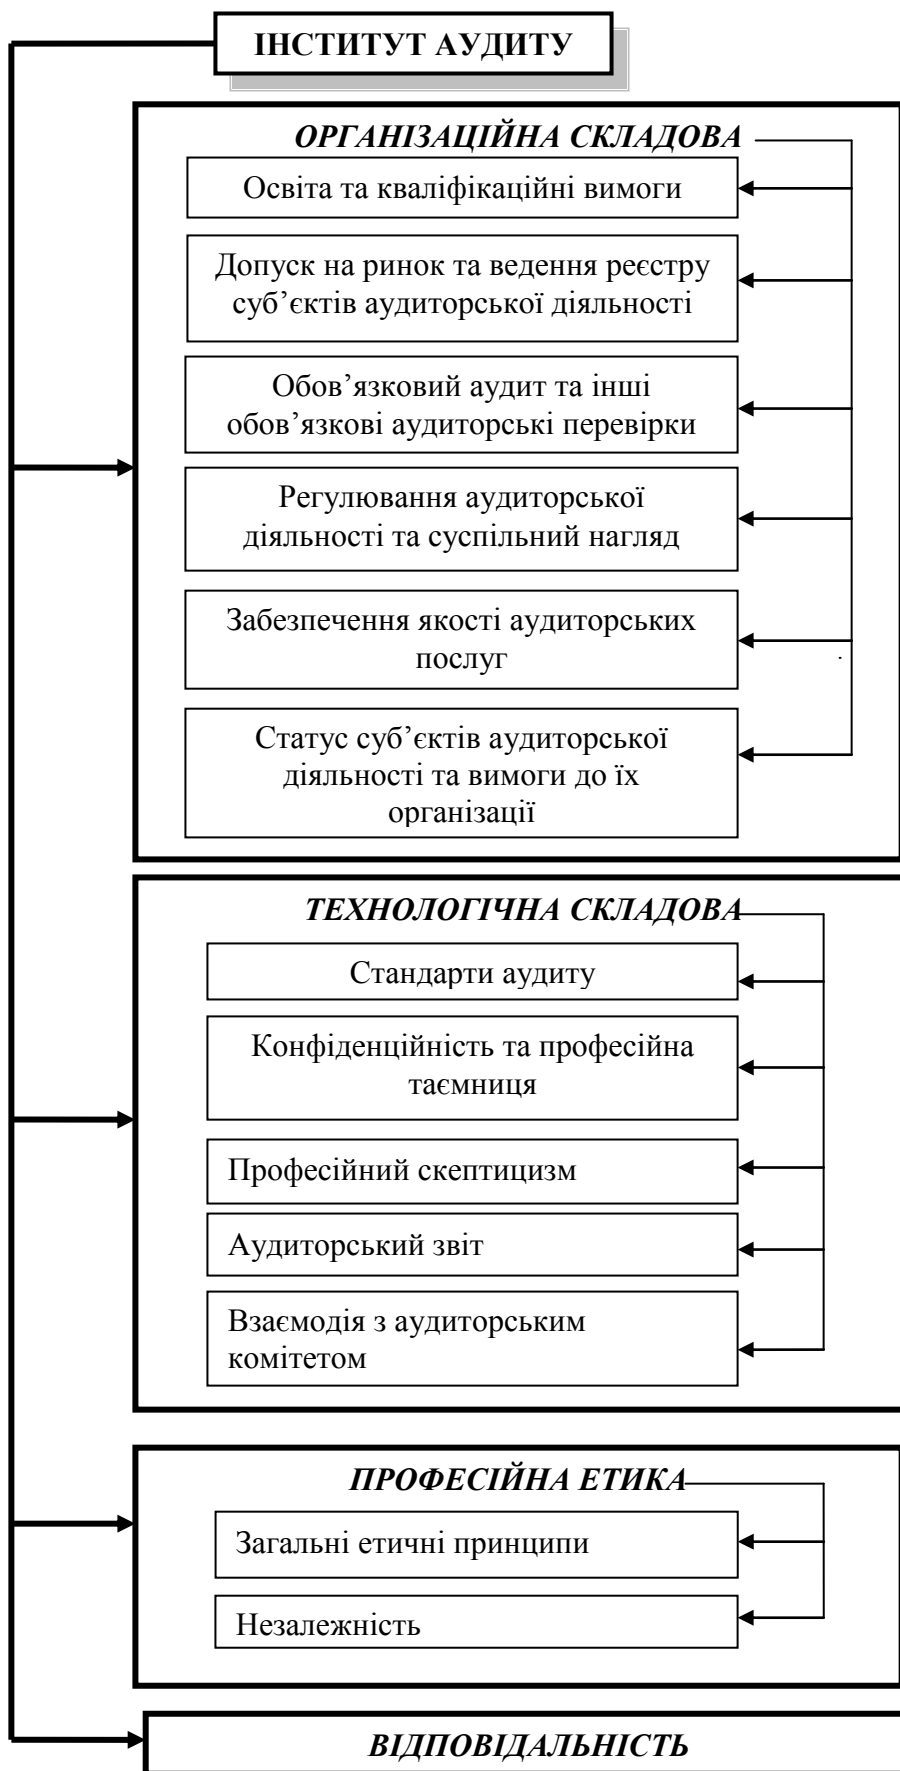 ІНСТИТУТ АУДИТУ
ОРГАНІЗАЦІЙНА СКЛАДОВА
Освіта та кваліфікаційні вимоги
Допуск на ринок та ведення реєстру
суб’єктів аудиторської діяльності
Обов’язковий аудит та інші
обов’язкові аудиторські перевірки
Регулювання аудиторської
діяльності та суспільний нагляд
Забезпечення якості аудиторських
послуг
Статус суб’єктів аудиторської
діяльності та вимоги до їх
організації
ТЕХНОЛОГІЧНА СКЛАДОВА
Стандарти аудиту
Конфіденційність та професійна
таємниця
Професійний скептицизм
Аудиторський звіт
Взаємодія з аудиторським
комітетом
ПРОФЕСІЙНА ЕТИКА
Загальні етичні принципи
Незалежність
ВІДПОВІДАЛЬНІСТЬ